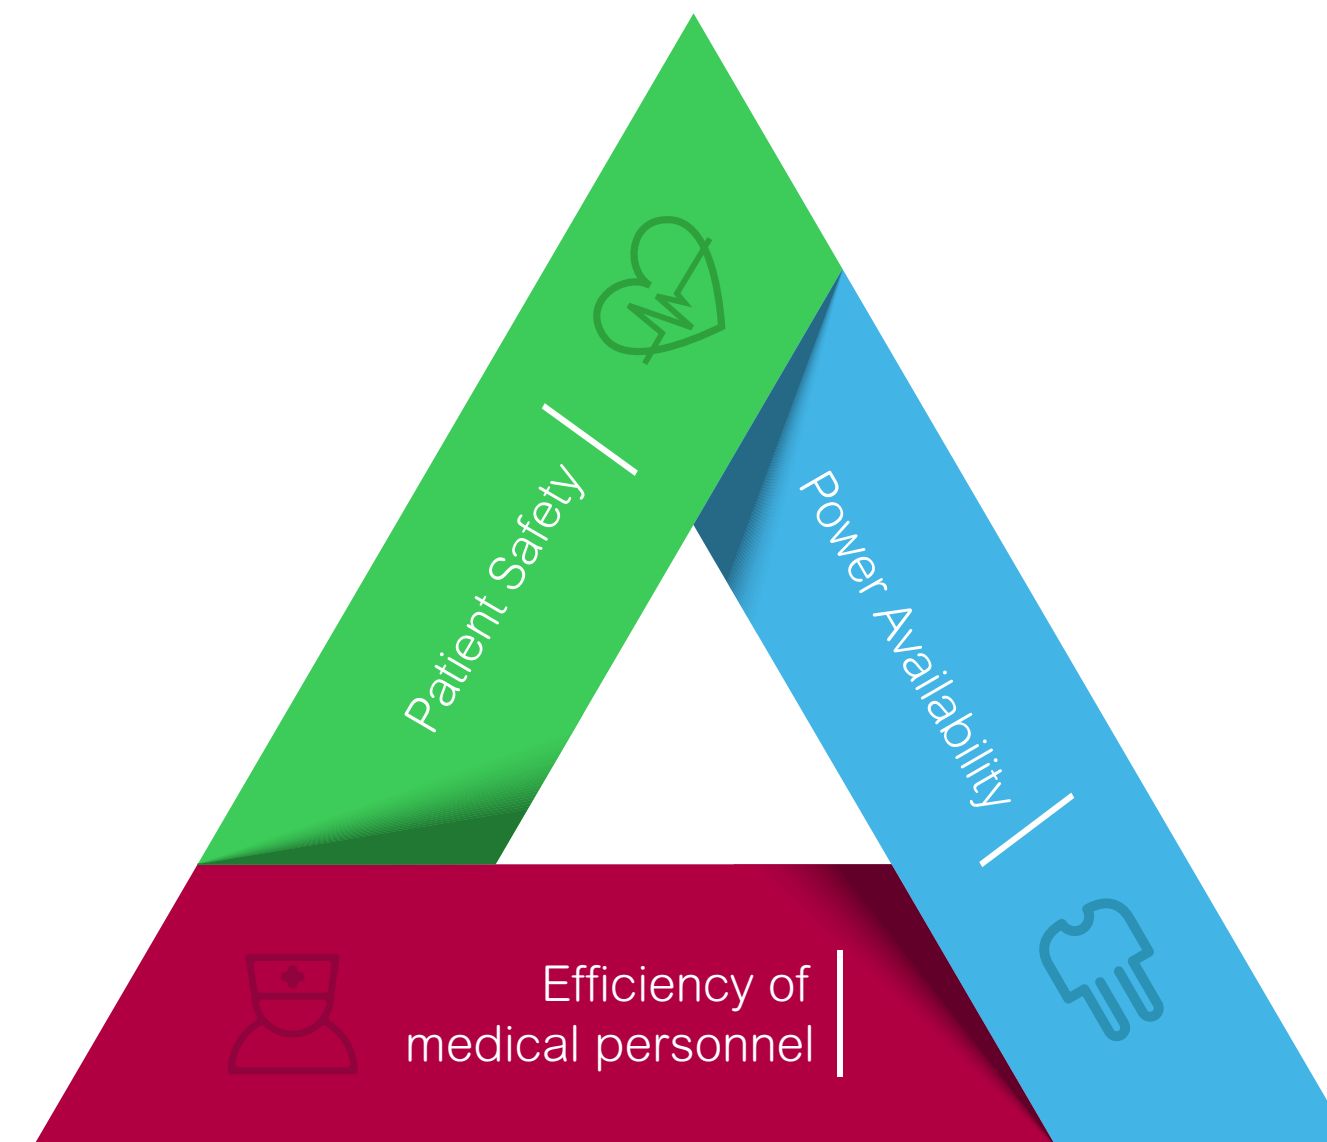 Patient Safety
Power Availability
Efficiency of
medical personnel